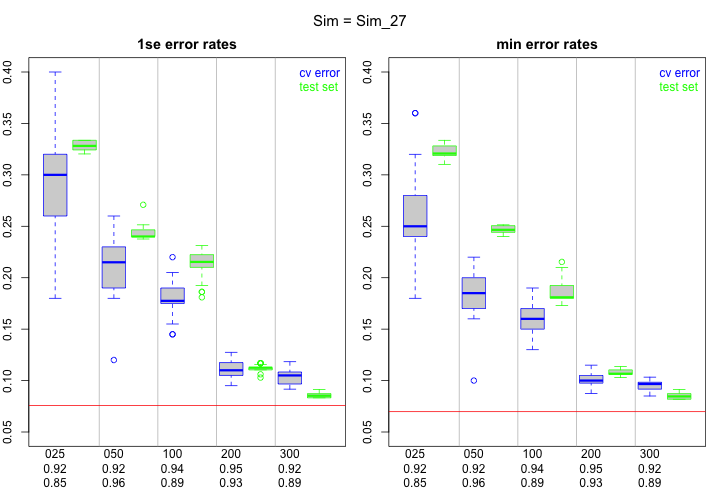 Sim = Sim_27
1se error rates
cv error
test set
0.40
0.35
0.30
0.25
0.20
0.15
0.10
0.05
025 050 100 200 300
0.92 0.92 0.94 0.95 0.92
0.85 0.96 0.89 0.93 0.89
min error rates
cv error
test set
0.40
0.35
0.30
0.25
0.20
0.15
0.10
0.05
025 050 100 200 300
0.92 0.92 0.94 0.95 0.92
0.85 0.96 0.89 0.93 0.89